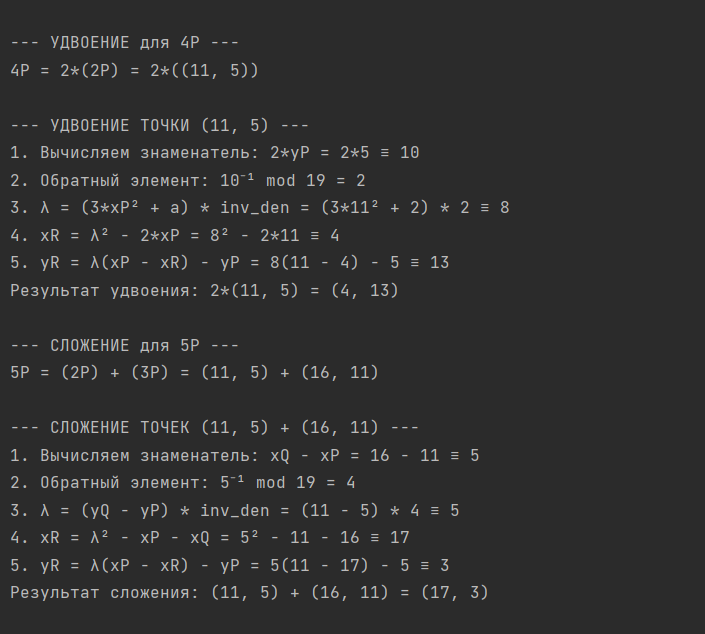 --- УДВОЕНИЕ для 4P ---
4P = 2*(2P) = 2*((11, 5))
--- УДВОЕНИЕ ТОЧКИ (11, 5) ---
1. Вычисляем знаменатель: 2*yP = 2*5 ≡ 10
2. Обратный элемент: 10⁻¹ mod 19 = 2
3. λ = (3*xP² + a) * inv_den = (3*11² + 2) * 2 ≡ 8
4. xR = λ² - 2*xP = 8² - 2*11 ≡ 4
5. yR = λ(xP - xR) - yP = 8(11 - 4) - 5 ≡ 13
Результат удвоения: 2*(11, 5) = (4, 13)
--- СЛОЖЕНИЕ для 5P ---
5P = (2P) + (3P) = (11, 5) + (16, 11)
--- СЛОЖЕНИЕ ТОЧЕК (11, 5) + (16, 11) ---
1. Вычисляем знаменатель: xQ - xP = 16 - 11 ≡ 5
2. Обратный элемент: 5⁻¹ mod 19 = 4
3. λ = (yQ - yP) * inv_den = (11 - 5) * 4 ≡ 5
4. xR = λ² - xP - xQ = 5² - 11 - 16 ≡ 17
5. yR = λ(xP - xR) - yP = 5(11 - 17) - 5 ≡ 3
Результат сложения: (11, 5) + (16, 11) = (17, 3)